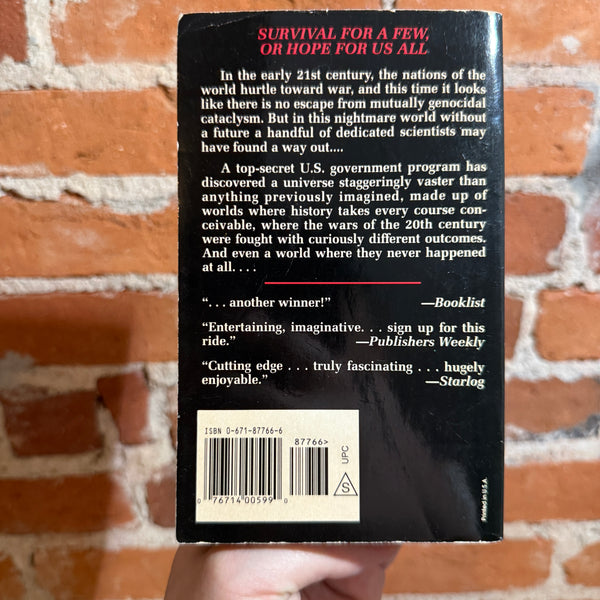 SURVIVAL FOR A FEW,
OR HOPE FOR US ALL
In the early 21st century, the nations of the
world hurtle toward war, and this time it looks
like there is no escape from mutually genocidal
cataclysm. But in this nightmare world without
a future a handful of dedicated scientists may
have found a way out....
A top-secret U.S. government program has
discovered a universe staggeringly vaster than
anything previously imagined, made up of
worlds where history takes every course con-
ceivable, where the wars of the 20th century
were fought with curiously different outcomes.
And even a world where they never happened
at all. . . .
“. . . another winner!” —Booklist
“Entertaining, imaginative. . . sign up for this
ride.” —Publishers Weekly
“Cutting edge . . . truly fascinating . . . hugely
enjoyable.” —Starlog
ISBN 0-671-87766-6
87766>
0 76714 00599 0
S
UPC
Printed in U.S.A.